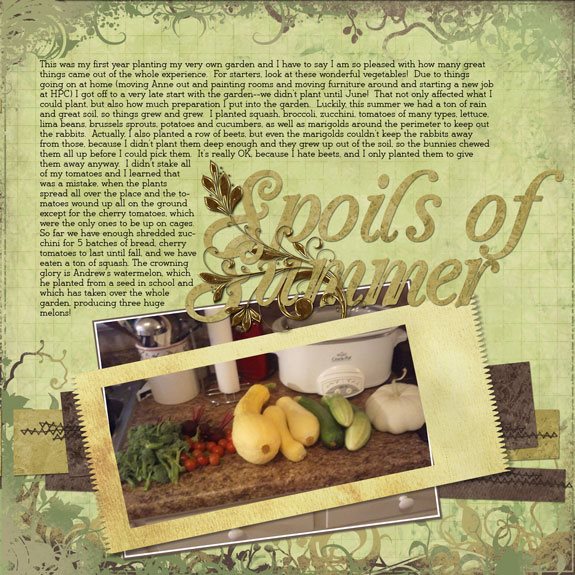 This was my first year planting my very own garden and I have to say I am so pleased with how many great
things came out of the whole experience. For starters, look at these wonderful vegetables! Due to things
going on at home (moving Anne out and painting rooms and moving furniture around and starting a new job
at HPC) I got off to a very late start with the garden--we didn't plant until June! That not only affected what I
could plant, but also how much preparation I put into the garden. Luckily, this summer we had a ton of rain
and great soil, so things grew and grew. I planted squash, broccoli, zucchini, tomatoes of many types, lettuce,
lima beans, brussels sprouts, potatoes and cucumbers, as well as marigolds around the perimeter to keep out
the rabbits. Actually, I also planted a row of beets, but even the marigolds couldn't keep the rabbits away
from those, because I didn't plant them deep enough and they grew up out of the soil, so the bunnies chewed
them all up before I could pick them. It's really OK, because I hate beets, and I only planted them to give
them away anyway. I didn't stake all
of my tomatoes and I learned that
was a mistake, when the plants
spread all over the place and the to-
matoes wound up all on the ground
except for the cherry tomatoes, which
were the only ones to be up on cages.
So far we have enough shredded zuc-
chini for 5 batches of bread, cherry
tomatoes to last until fall, and we have
eaten a ton of squash. The crowning
glory is Andrew's watermelon, which
he planted from a seed in school and
which has taken over the whole
garden, producing three huge
melons!
Spoils of
Summer
Crock-Pot